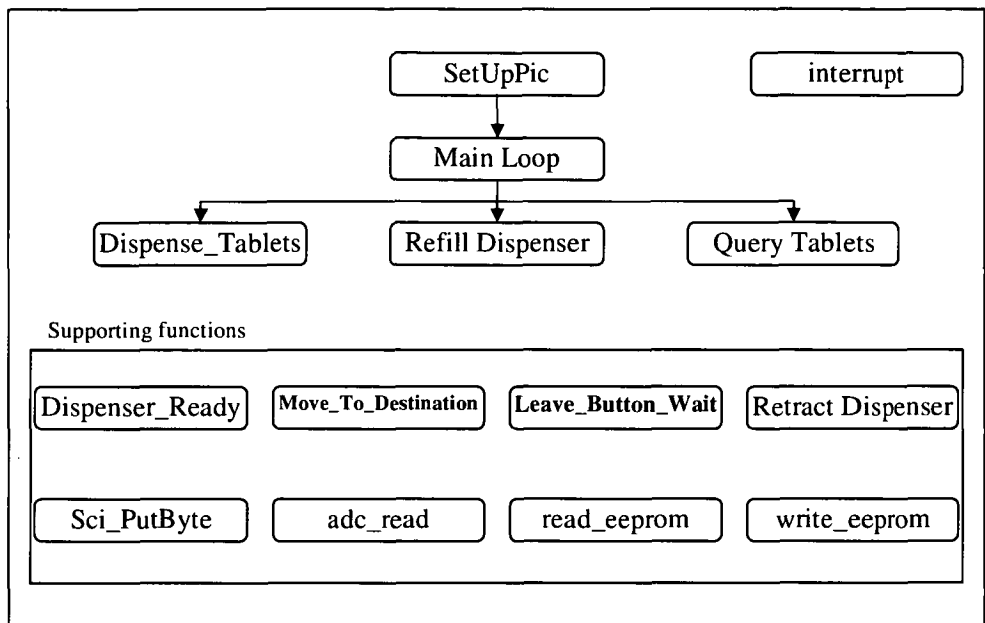 SetUpPic
interrupt
Main Loop
Dispense_Tablets
Refill Dispenser
Query Tablets
Supporting functions
Dispenser_Ready
Move_To_Destination
Leave_Button_Wait
Retract Dispenser
Sci_PutByte
adc_read
read_eeprom
write_eeprom